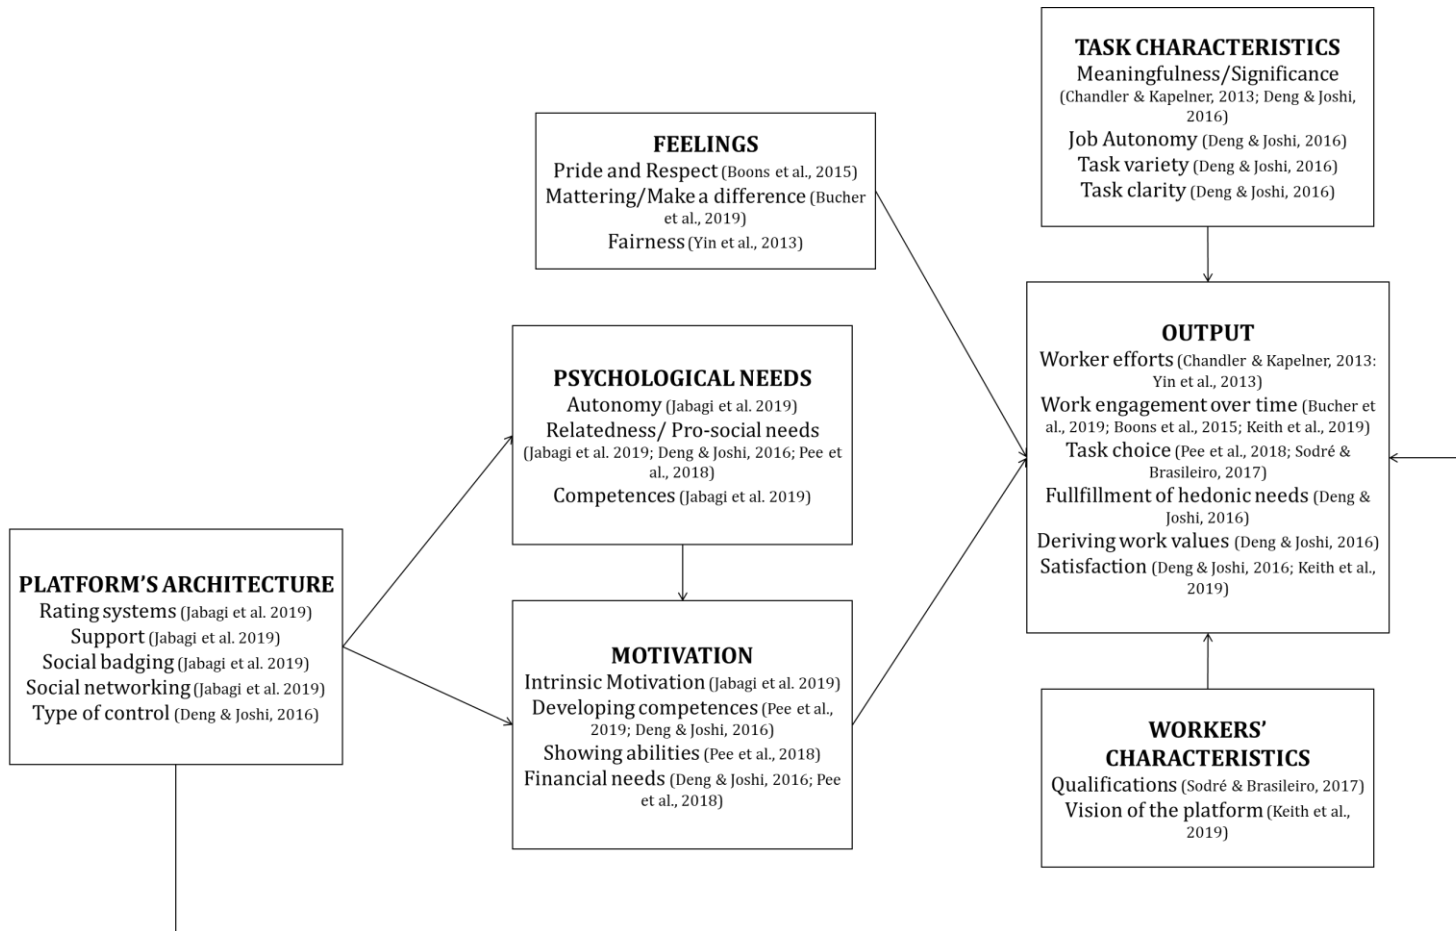 TASK CHARACTERISTICS
Meaningfulness/Significance
(Chandler & Kapelner, 2013; Deng & Joshi,
2016)
Job Autonomy (Deng & Joshi, 2016)
Task variety (Deng & Joshi, 2016)
Task clarity (Deng & Joshi, 2016)
FEELINGS
Pride and Respect (Boons et al., 2015)
Mattering/Make a difference (Bucher
et al., 2019)
Fairness (Yin et al., 2013)
OUTPUT
Worker efforts (Chandler & Kapelner, 2013:
Yin et al., 2013)
Work engagement over time (Bucher
et al., 2019; Boons et al., 2015; Keith et al., 2019)
Task choice (Pee et al., 2018; Sodré &
Brasileiro, 2017)
Fullfillment of hedonic needs (Deng &
Joshi, 2016)
Deriving work values (Deng & Joshi, 2016)
Satisfaction (Deng & Joshi, 2016; Keith et al.,
2019)
PSYCHOLOGICAL NEEDS
Autonomy (Jabagi et al. 2019)
Relatedness/ Pro-social needs
(Jabagi et al. 2019; Deng & Joshi, 2016; Pee et
al., 2018)
Competences (Jabagi et al. 2019)
PLATFORM'S ARCHITECTURE
Rating systems (Jabagi et al. 2019)
Support (Jabagi et al. 2019)
Social badging (Jabagi et al. 2019)
Social networking (Jabagi et al. 2019)
Type of control (Deng & Joshi, 2016)
MOTIVATION
Intrinsic Motivation (Jabagi et al. 2019)
Developing competences (Pee et al.,
2019; Deng & Joshi, 2016)
Showing abilities (Pee et al., 2018)
Financial needs (Deng & Joshi, 2016; Pee
et al., 2018)
WORKERS'
CHARACTERISTICS
Qualifications (Sodré & Brasileiro, 2017)
Vision of the platform (Keith et al.,
2019)